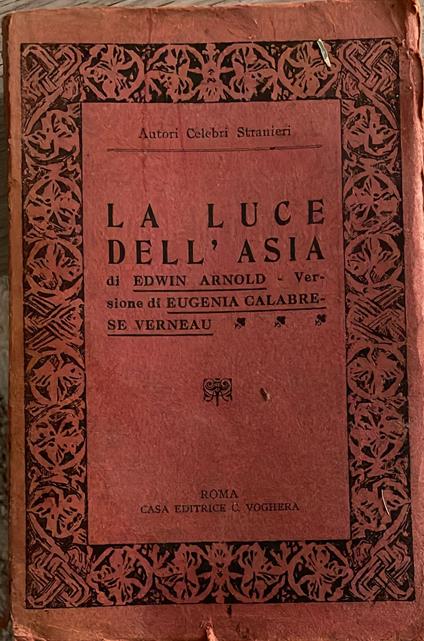 Autori Celebri Stranieri
LA LUCE
DELL' ASIA
di EDWIN ARNOLD - Ver-
sione di EUGENIA CALABRE-
SE VERNEAU
ROMA
CASA EDITRICE C. VOGHERA